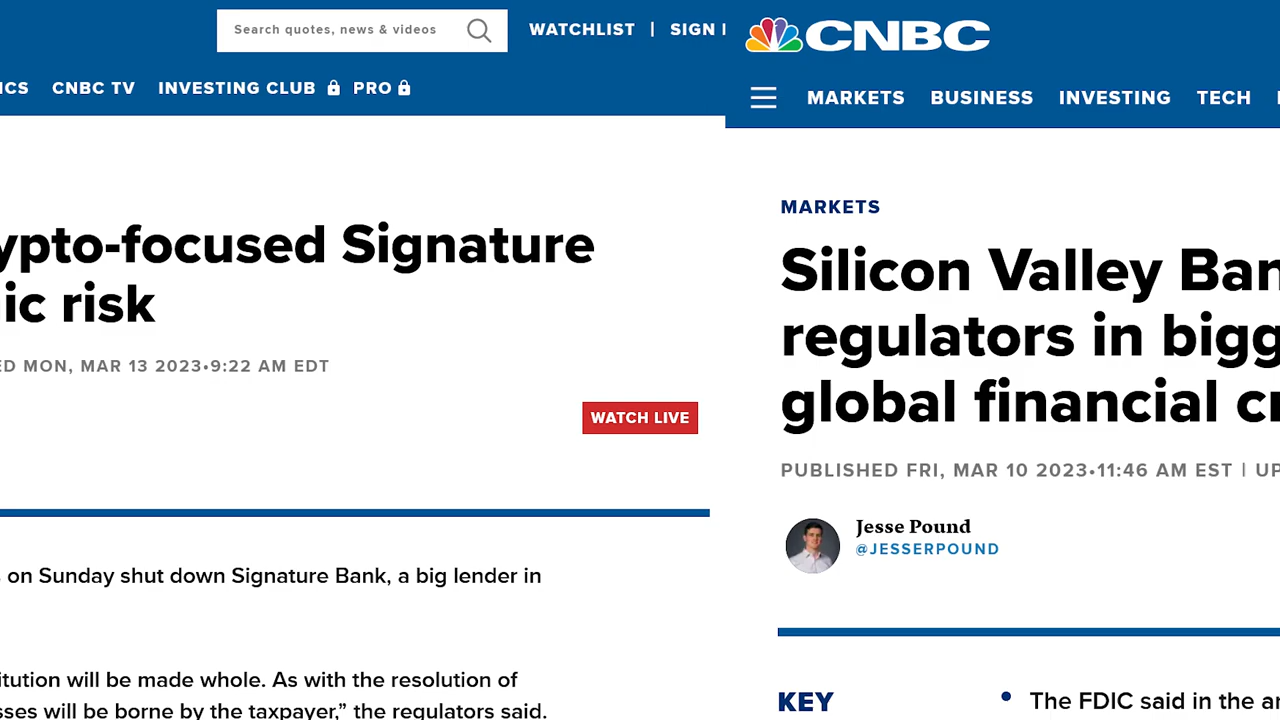 Search quotes, news & videos
WATCHLIST | SIGN
CNBC TV INVESTING CLUB PRO
ypto-focused Signature
ic risk
ED MON, MAR 13 2023•9:22 AM EDT
WATCH LIVE
on Sunday shut down Signature Bank, a big lender in
itution will be made whole. As with the resolution of
sses will be borne by the taxpayer,” the regulators said.
CNBC
MARKETS BUSINESS INVESTING TECH
MARKETS
Silicon Valley Ban
regulators in bigg
global financial cr
PUBLISHED FRI, MAR 10 2023•11:46 AM EST | UP
Jesse Pound
@JESSERPOUND
KEY
• The FDIC said in the an